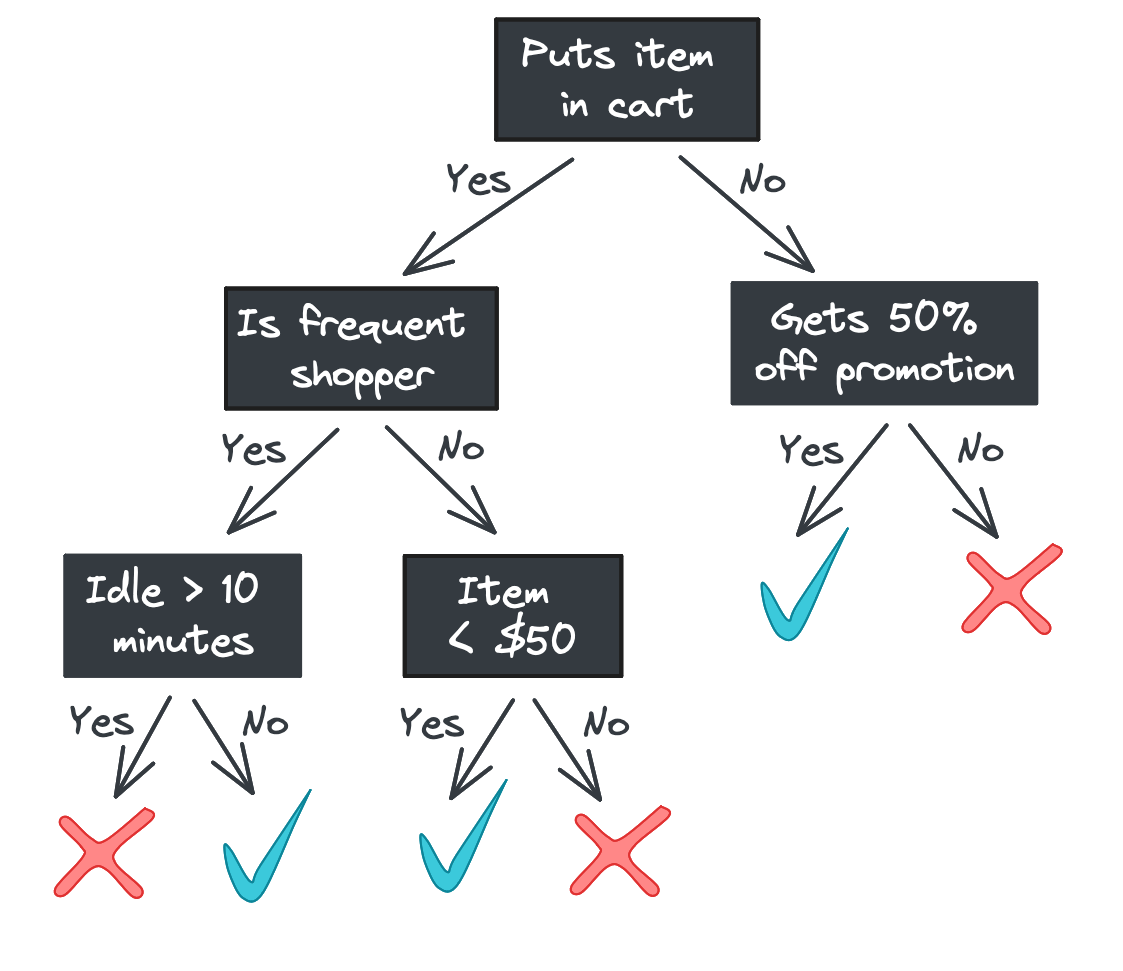 Puts item
in cart
Yes
No
Is frequent
shopper
Gets 50%
off promotion
Yes
No
Yes
No
Idle > 10
minutes
Item
< $50
Yes
No
Yes
No